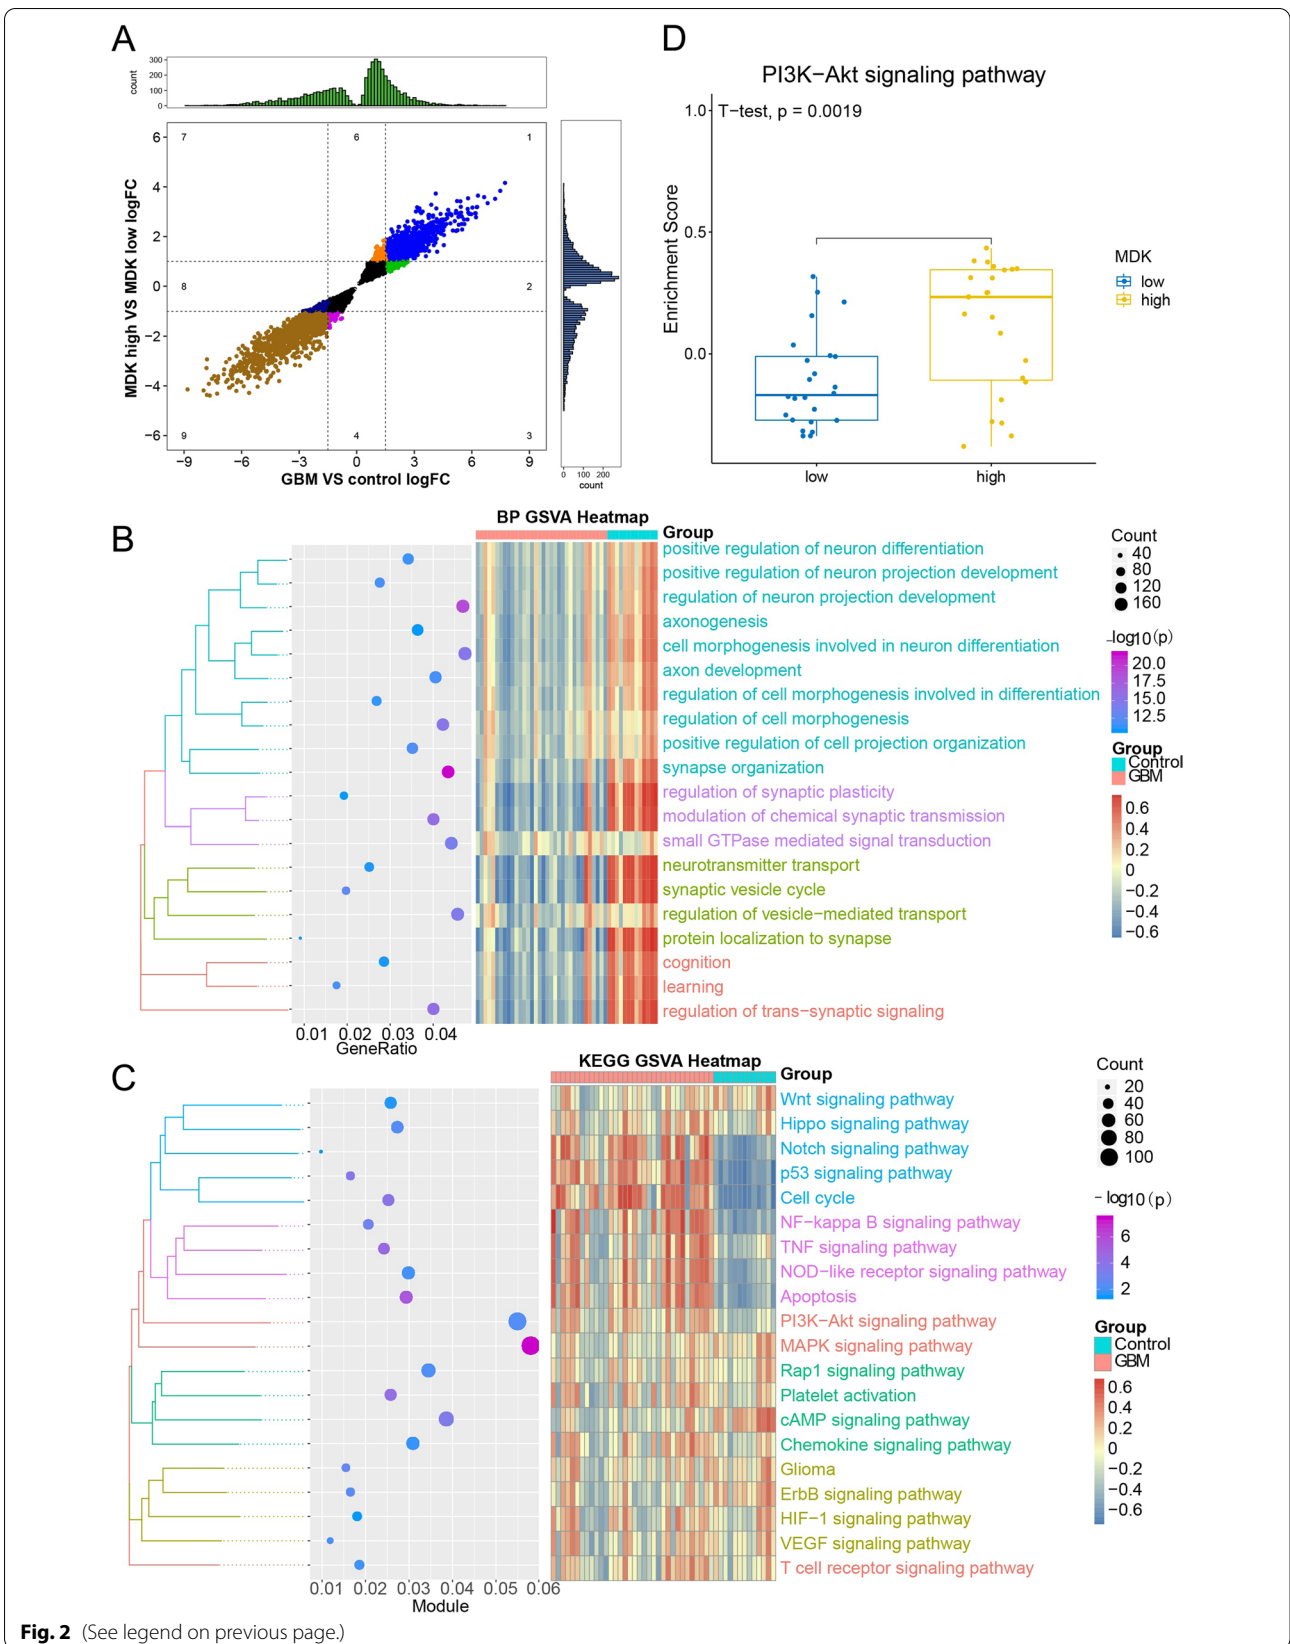 A
count
300
200
100
0
MDK high VS MDK low logFC
6
4
2
0
−2
−4
−6
7
6
1
8
2
9
4
3
−9
−6
−3
0
3
6
9
GBM VS control logFC
0
100
200
count
D
PI3K−Akt signaling pathway
T−test, p = 0.0019
Enrichment Score
1.0
0.5
0.0
low
high
MDK
low
high
B
BP GSVA Heatmap
Group
positive regulation of neuron differentiation
positive regulation of neuron projection development
regulation of neuron projection development
axonogenesis
cell morphogenesis involved in neuron differentiation
axon development
regulation of cell morphogenesis involved in differentiation
regulation of cell morphogenesis
positive regulation of cell projection organization
synapse organization
regulation of synaptic plasticity
modulation of chemical synaptic transmission
small GTPase mediated signal transduction
neurotransmitter transport
synaptic vesicle cycle
regulation of vesicle−mediated transport
protein localization to synapse
cognition
learning
regulation of trans−synaptic signaling
0.01
0.02
0.03
0.04
GeneRatio
Count
40
80
120
160
−log10(p)
20.0
17.5
15.0
12.5
Group
Control
GBM
0.6
0.4
0.2
0
−0.2
−0.4
−0.6
C
KEGG GSVA Heatmap
Group
Wnt signaling pathway
Hippo signaling pathway
Notch signaling pathway
p53 signaling pathway
Cell cycle
NF−kappa B signaling pathway
TNF signaling pathway
NOD−like receptor signaling pathway
Apoptosis
PI3K−Akt signaling pathway
MAPK signaling pathway
Rap1 signaling pathway
Platelet activation
cAMP signaling pathway
Chemokine signaling pathway
Glioma
ErbB signaling pathway
HIF−1 signaling pathway
VEGF signaling pathway
T cell receptor signaling pathway
0.01
0.02
0.03
0.04
0.05
0.06
Module
Count
20
40
60
80
100
− log10(p)
6
4
2
Group
Control
GBM
0.6
0.4
0.2
0
−0.2
−0.4
−0.6
Fig. 2 (See legend on previous page.)